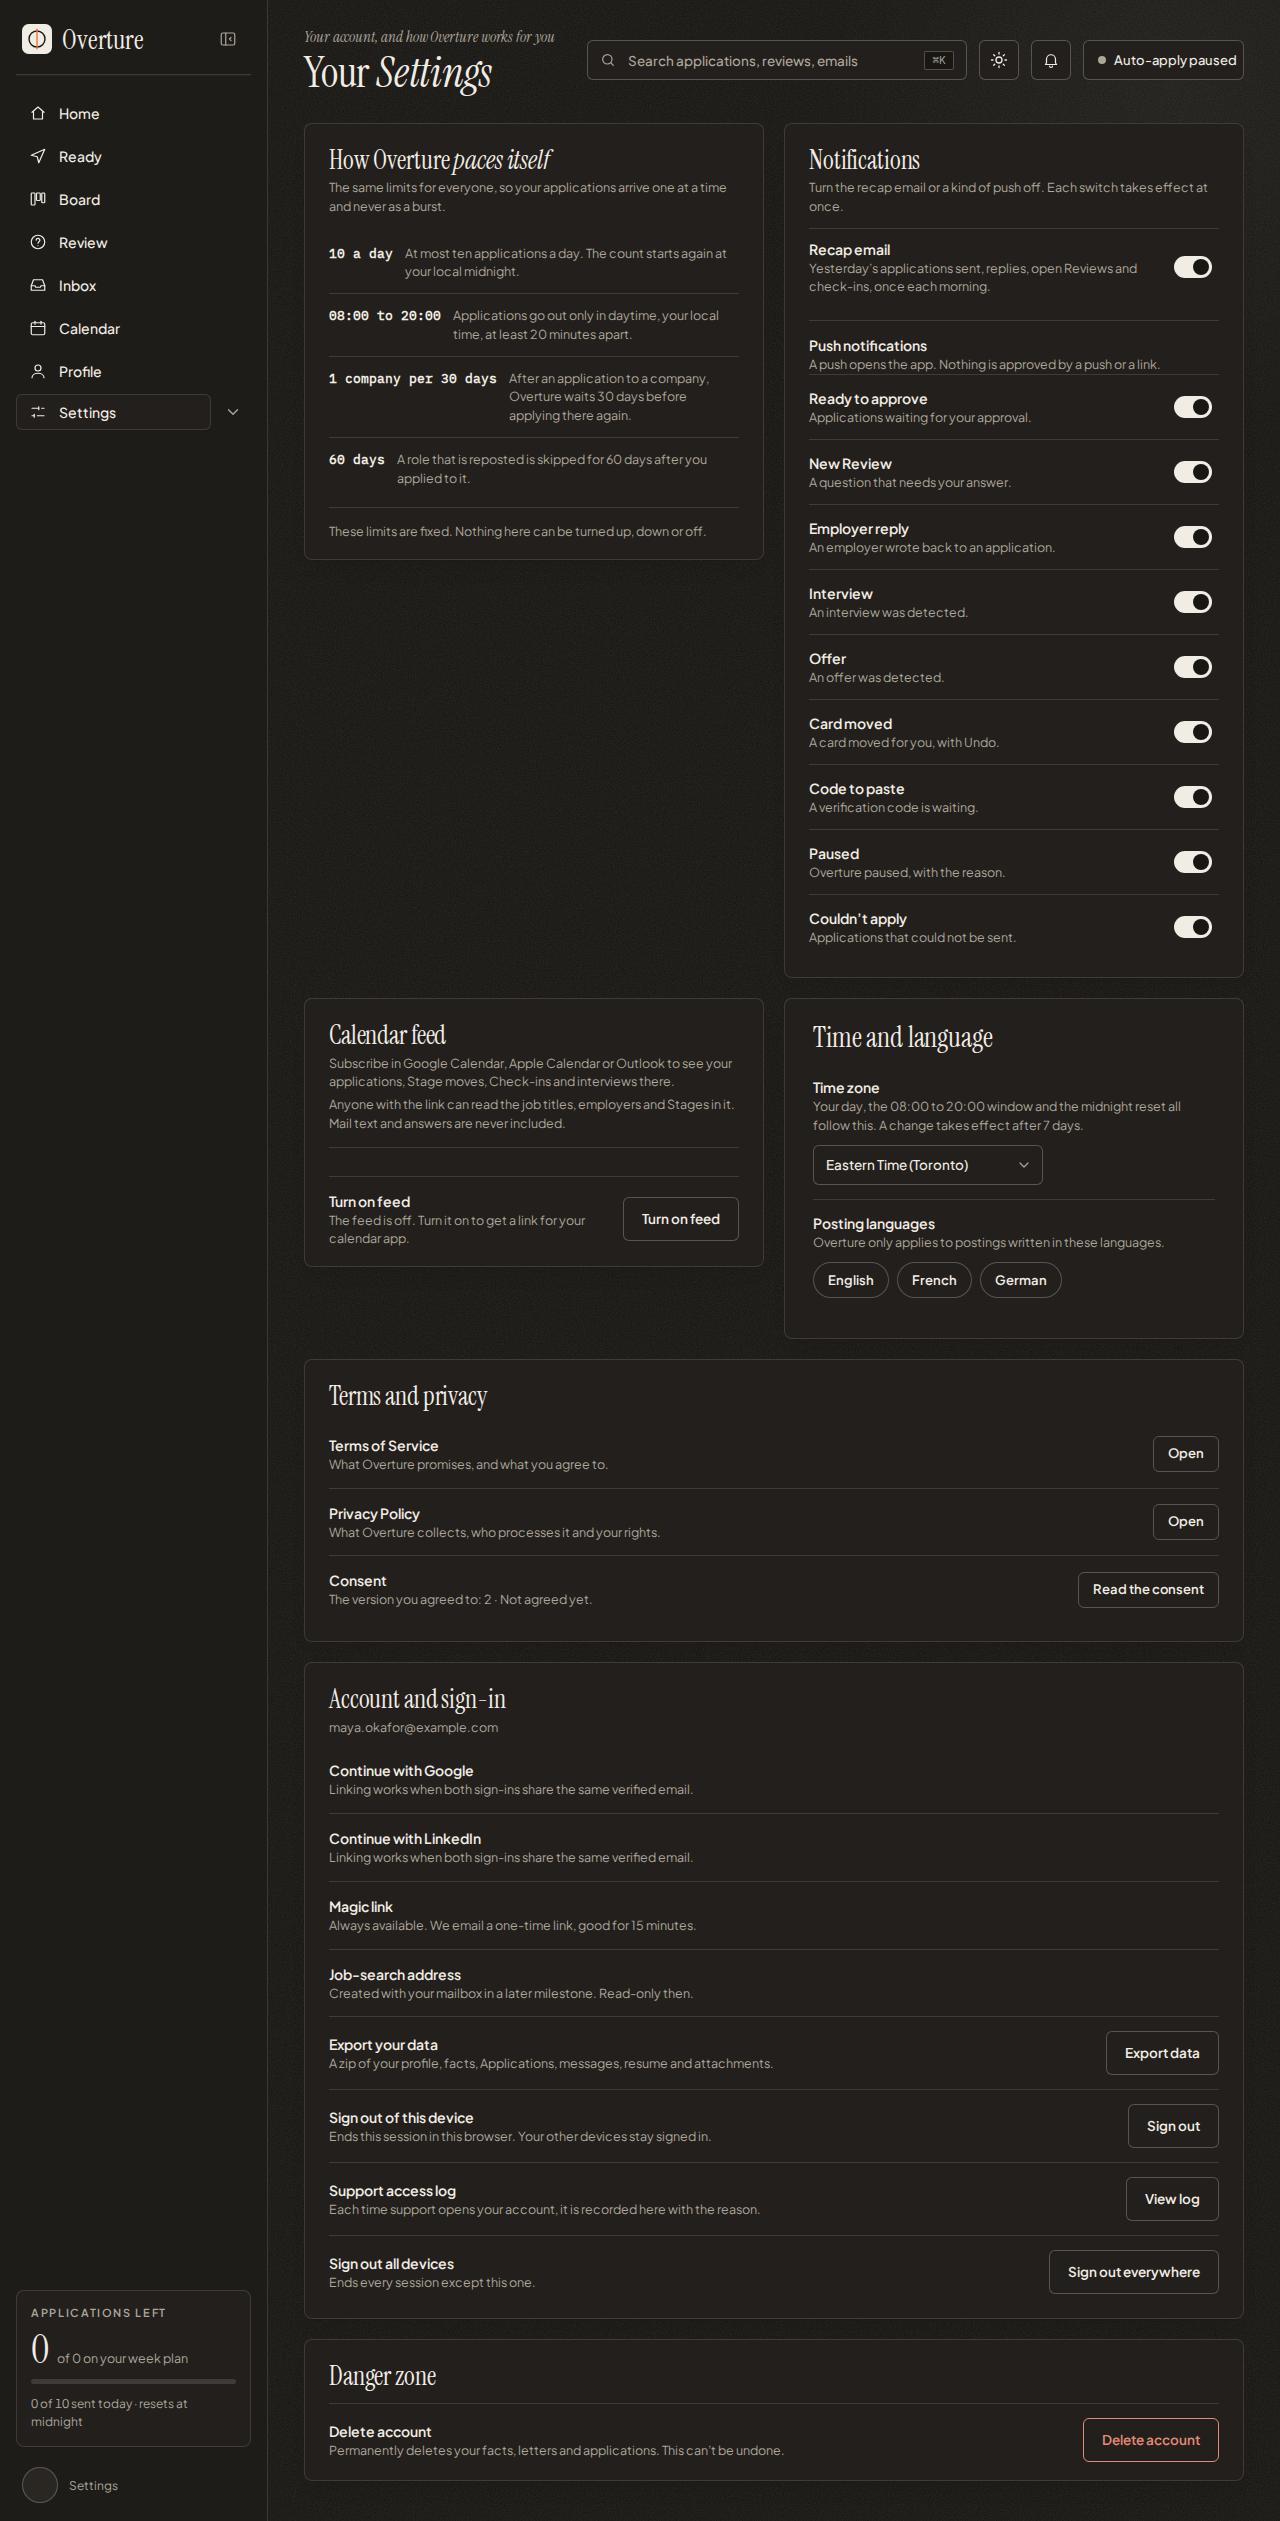 Overture
Home
Ready
Board
Review
Inbox
Calendar
Profile
Settings
APPLICATIONS LEFT
0 of 0 on your week plan
0 of 10 sent today · resets at
midnight
Settings
Your account, and how Overture works for you
Your Settings
Search applications, reviews, emails ⌘K
Auto-apply paused
How Overture paces itself
The same limits for everyone, so your applications arrive one at a time
and never as a burst.
10 a day At most ten applications a day. The count starts again at
your local midnight.
08:00 to 20:00 Applications go out only in daytime, your local
time, at least 20 minutes apart.
1 company per 30 days After an application to a company,
Overture waits 30 days before
applying there again.
60 days A role that is reposted is skipped for 60 days after you
applied to it.
These limits are fixed. Nothing here can be turned up, down or off.
Notifications
Turn the recap email or a kind of push off. Each switch takes effect at
once.
Recap email
Yesterday's applications sent, replies, open Reviews and
check-ins, once each morning.
Push notifications
A push opens the app. Nothing is approved by a push or a link.
Ready to approve
Applications waiting for your approval.
New Review
A question that needs your answer.
Employer reply
An employer wrote back to an application.
Interview
An interview was detected.
Offer
An offer was detected.
Card moved
A card moved for you, with Undo.
Code to paste
A verification code is waiting.
Paused
Overture paused, with the reason.
Couldn't apply
Applications that could not be sent.
Calendar feed
Subscribe in Google Calendar, Apple Calendar or Outlook to see your
applications, Stage moves, Check-ins and interviews there.
Anyone with the link can read the job titles, employers and Stages in it.
Mail text and answers are never included.
Turn on feed
The feed is off. Turn it on to get a link for your
calendar app.
Turn on feed
Time and language
Time zone
Your day, the 08:00 to 20:00 window and the midnight reset all
follow this. A change takes effect after 7 days.
Eastern Time (Toronto)
Posting languages
Overture only applies to postings written in these languages.
English French German
Terms and privacy
Terms of Service
What Overture promises, and what you agree to.
Open
Privacy Policy
What Overture collects, who processes it and your rights.
Open
Consent
The version you agreed to: 2 · Not agreed yet.
Read the consent
Account and sign-in
maya.okafor@example.com
Continue with Google
Linking works when both sign-ins share the same verified email.
Continue with LinkedIn
Linking works when both sign-ins share the same verified email.
Magic link
Always available. We email a one-time link, good for 15 minutes.
Job-search address
Created with your mailbox in a later milestone. Read-only then.
Export your data
A zip of your profile, facts, Applications, messages, resume and attachments.
Export data
Sign out of this device
Ends this session in this browser. Your other devices stay signed in.
Sign out
Support access log
Each time support opens your account, it is recorded here with the reason.
View log
Sign out all devices
Ends every session except this one.
Sign out everywhere
Danger zone
Delete account
Permanently deletes your facts, letters and applications. This can't be undone.
Delete account